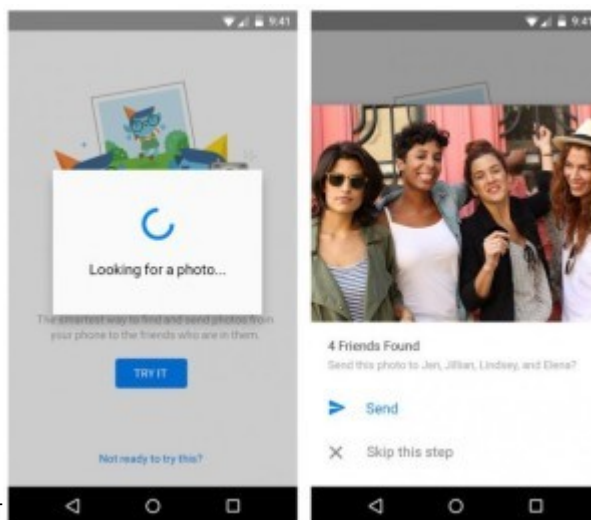 9:41
Looking for a photo...
The smartest way to find and send photos from
your phone to the friends who are in them.
TRY IT
Not ready to try this?
9:41
4 Friends Found
Send this photo to Jen, Jillian, Lindsey, and Elena?
Send
Skip this step